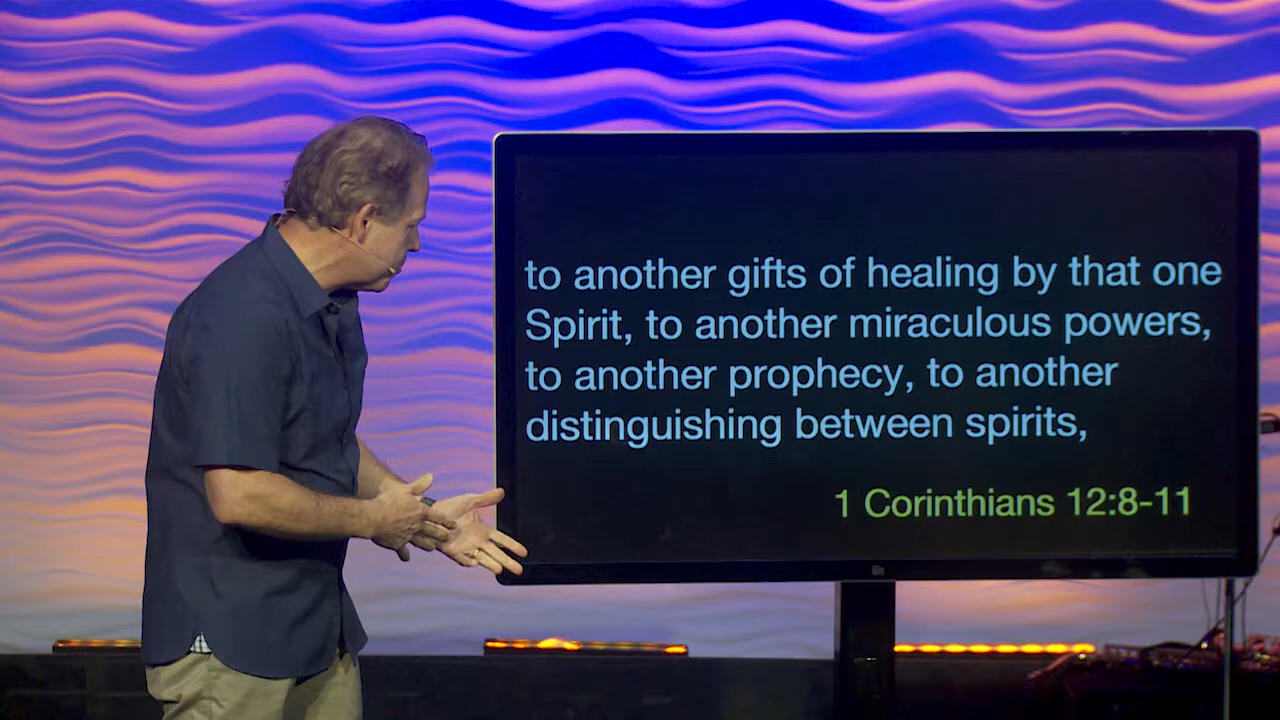 to another gifts of healing by that one
Spirit, to another miraculous powers,
to another prophecy, to another
distinguishing between spirits,
1 Corinthians 12:8-11